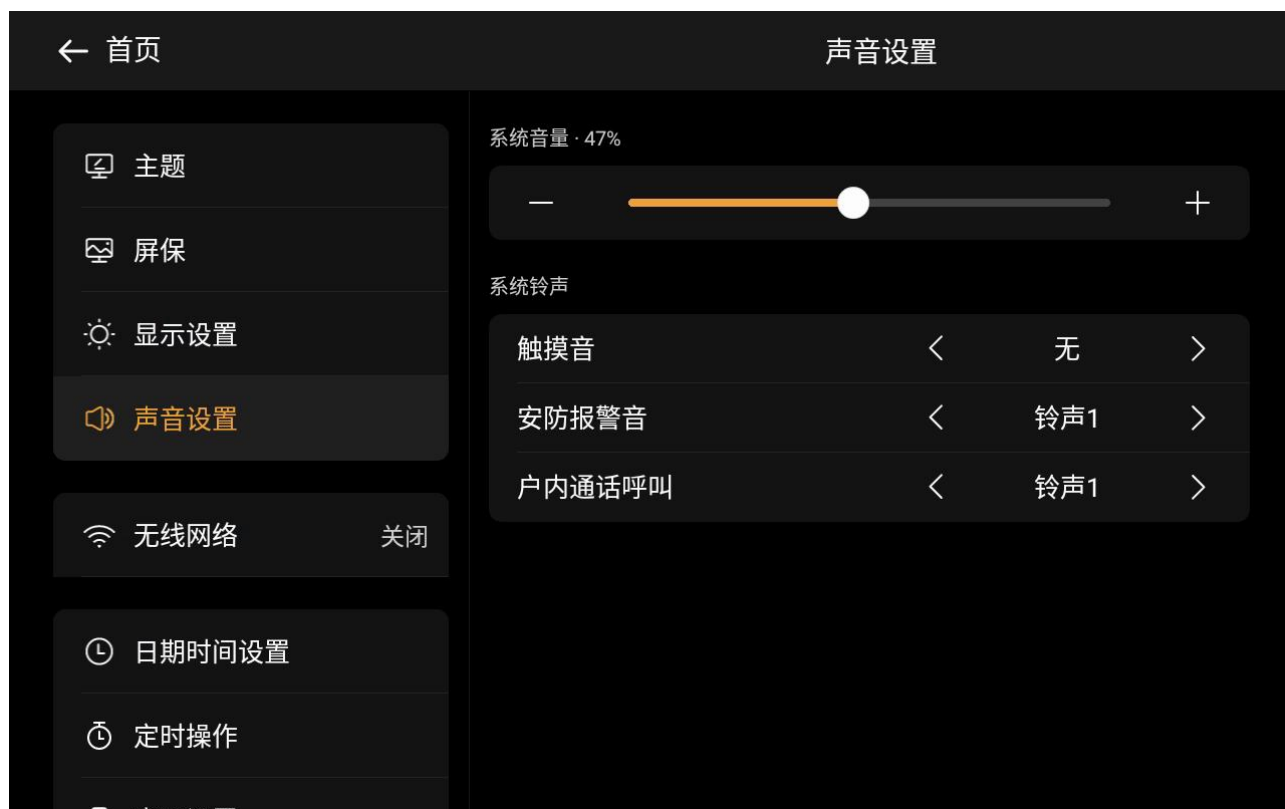 首页
声音设置
主题
屏保
显示设置
声音设置
无线网络 关闭
日期时间设置
定时操作
系统音量 · 47%
系统铃声
触摸音 无
安防报警音 铃声1
户内通话呼叫 铃声1